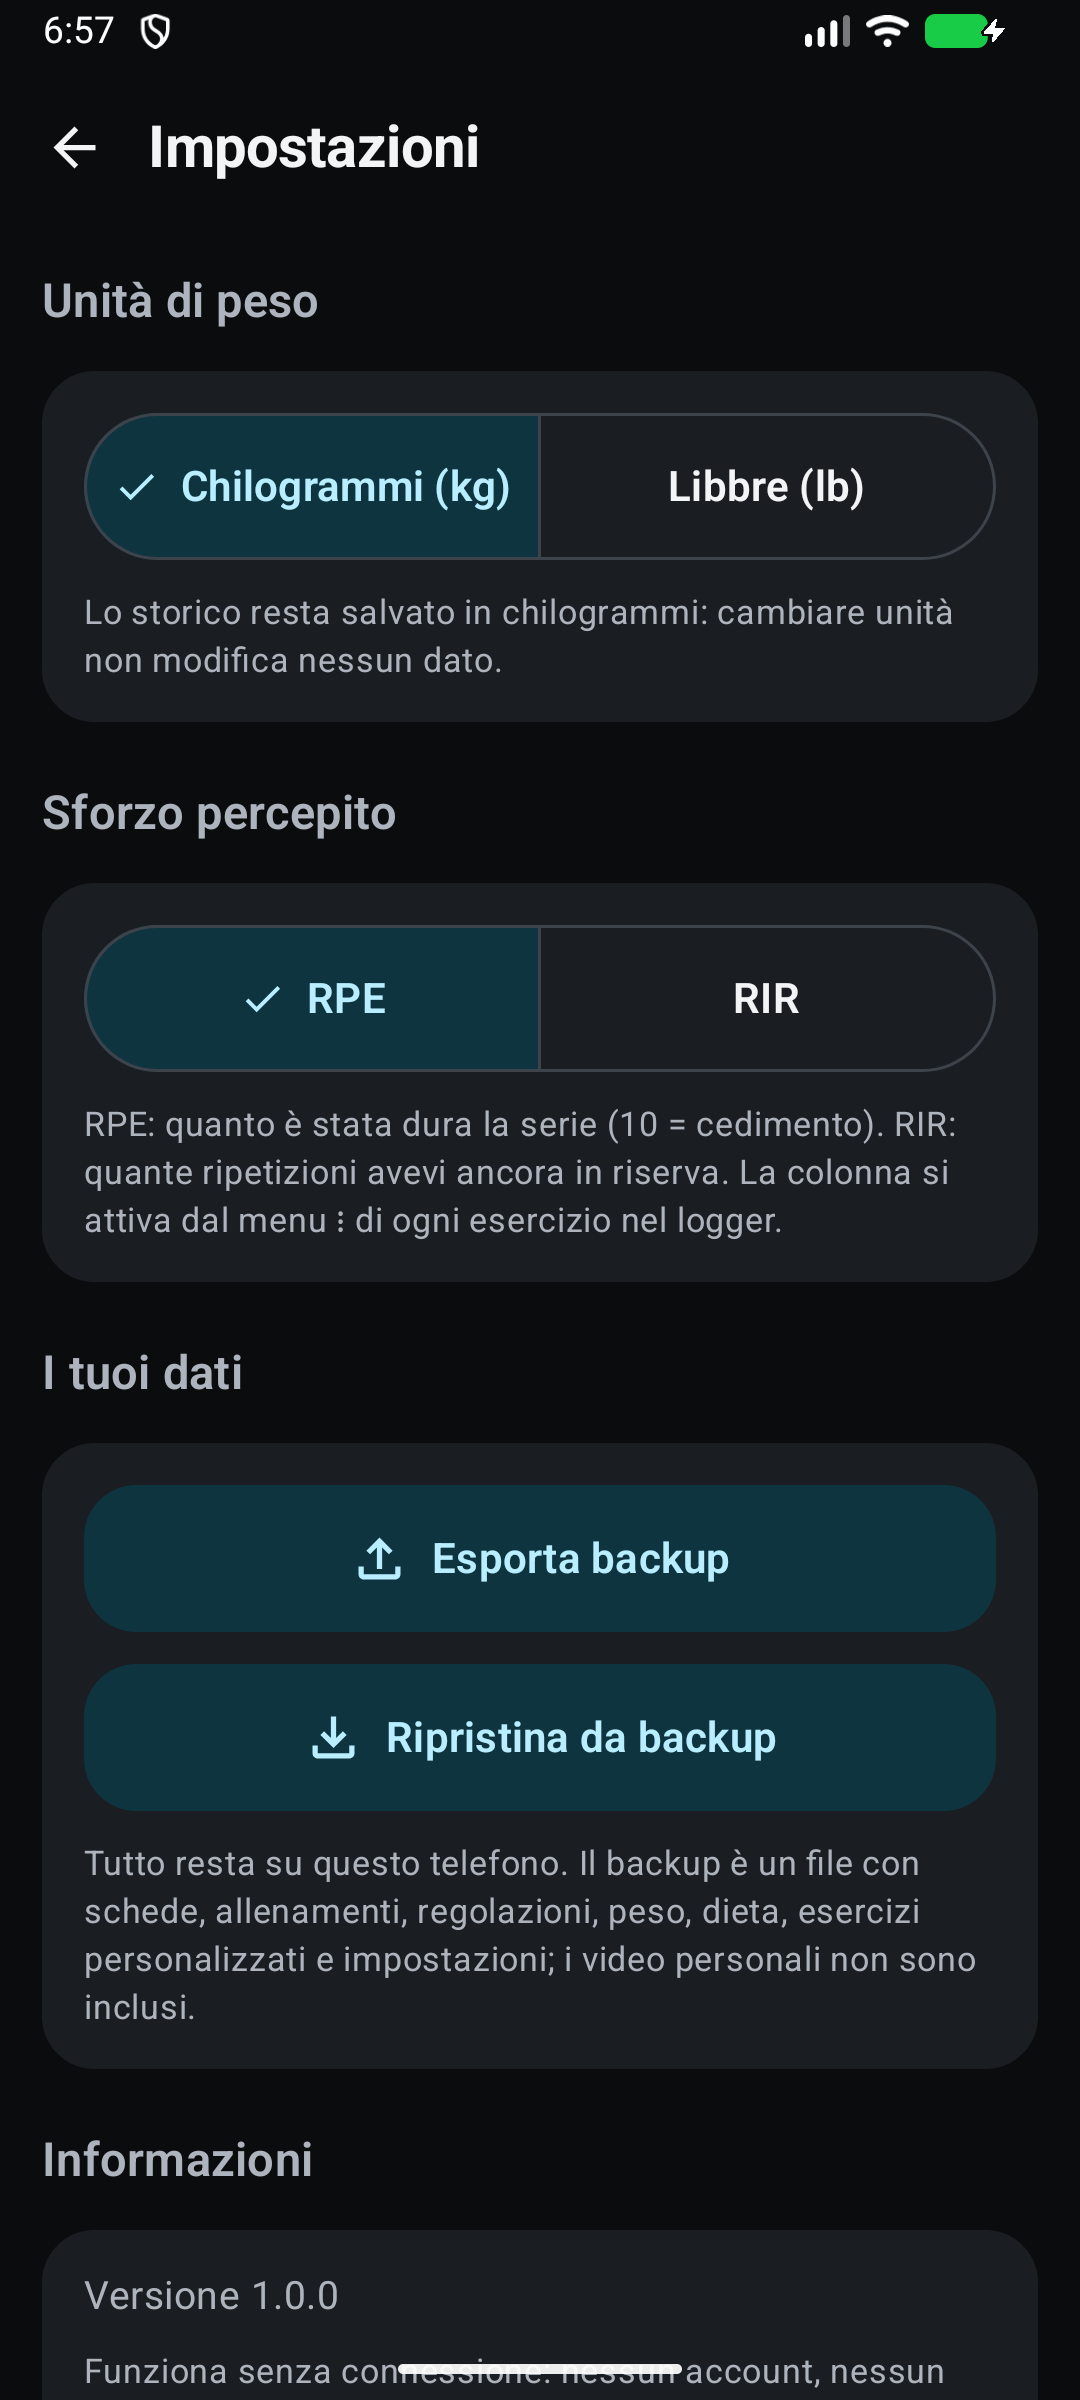 6:57
Impostazioni
Unità di peso
Chilogrammi (kg)
Libbre (lb)
Lo storico resta salvato in chilogrammi: cambiare unità
non modifica nessun dato.
Sforzo percepito
RPE
RIR
RPE: quanto è stata dura la serie (10 = cedimento). RIR:
quante ripetizioni avevi ancora in riserva. La colonna si
attiva dal menu ⋮ di ogni esercizio nel logger.
I tuoi dati
Esporta backup
Ripristina da backup
Tutto resta su questo telefono. Il backup è un file con
schede, allenamenti, regolazioni, peso, dieta, esercizi
personalizzati e impostazioni; i video personali non sono
inclusi.
Informazioni
Versione 1.0.0
Funziona senza connessione: nessun account, nessun